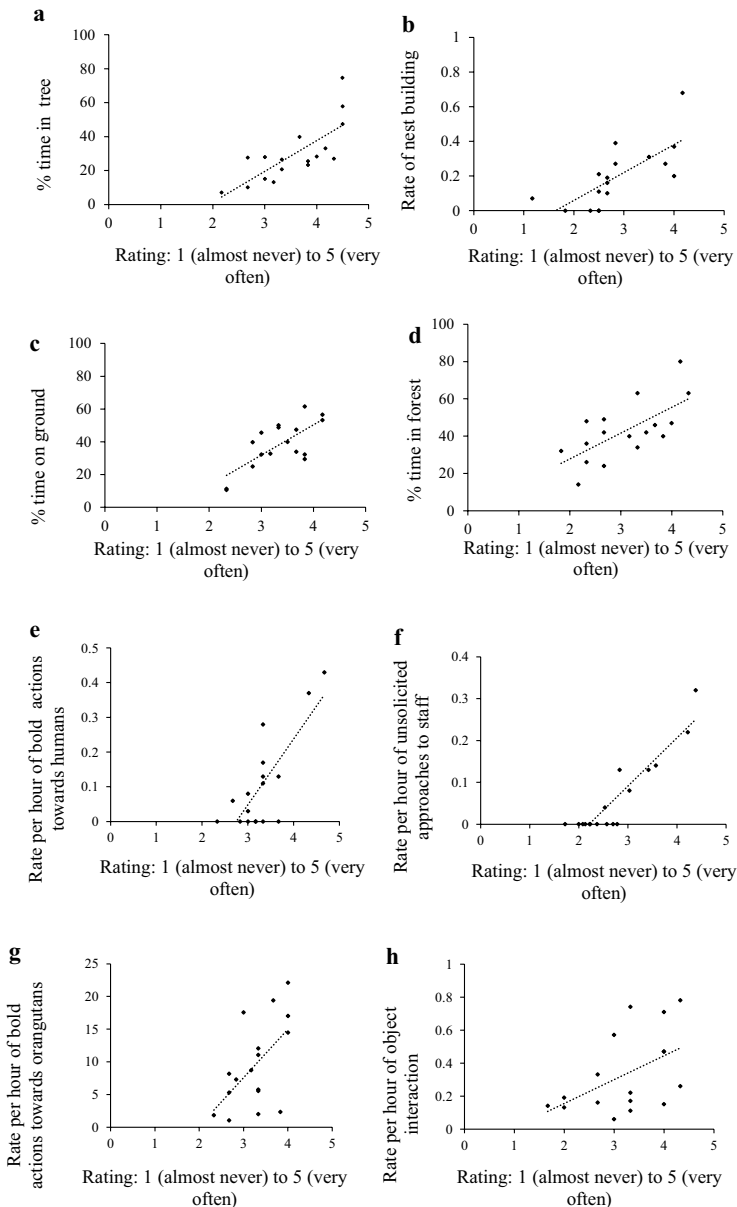 a
% time in tree
100
80
60
40
20
0
0 1 2 3 4 5
Rating: 1 (almost never) to 5 (very
often)
b
Rate of nest building
1
0.8
0.6
0.4
0.2
0
0 1 2 3 4 5
Rating: 1 (almost never) to 5 (very
often)
c
% time on ground
100
80
60
40
20
0
0 1 2 3 4 5
Rating: 1 (almost never) to 5 (very
often)
d
% time in forest
100
80
60
40
20
0
0 1 2 3 4 5
Rating: 1 (almost never) to 5 (very
often)
e
Rate per hour of bold actions
towards humans
0.5
0.4
0.3
0.2
0.1
0
0 1 2 3 4 5
Rating: 1 (almost never) to 5 (very
often)
f
Rate per hour of unsolicited
approaches to staff
0.4
0.3
0.2
0.1
0
0 1 2 3 4 5
Rating: 1 (almost never) to 5 (very
often)
g
Rate per hour of bold
actions towards orangutans
25
20
15
10
5
0
0 1 2 3 4 5
Rating: 1 (almost never) to 5 (very
often)
h
Rate per hour of object
interaction
1
0.8
0.6
0.4
0.2
0
0 1 2 3 4 5
Rating: 1 (almost never) to 5 (very
often)